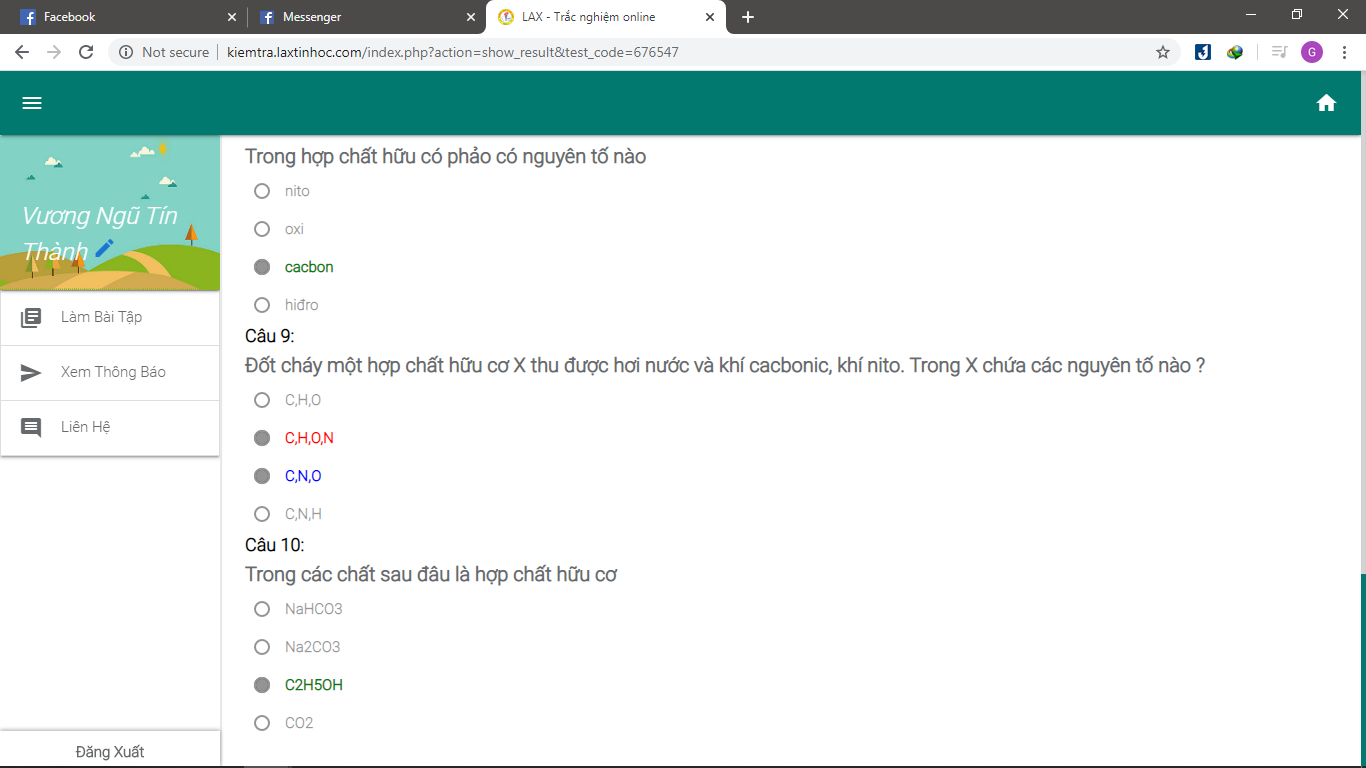 Facebook
Messenger
LAX - Trắc nghiệm online
Not secure
kiemtra.laxtinhoc.com/index.php?action=show_result&test_code=676547
G
Vương Ngũ Tín
Thành
Làm Bài Tập
Xem Thông Báo
Liên Hệ
Đăng Xuất
Trong hợp chất hữu có phảo có nguyên tố nào
nito
oxi
cacbon
hiđro
Câu 9:
Đốt cháy một hợp chất hữu cơ X thu được hơi nước và khí cacbonic, khí nito. Trong X chứa các nguyên tố nào ?
C,H,O
C,H,O,N
C,N,O
C,N,H
Câu 10:
Trong các chất sau đâu là hợp chất hữu cơ
NaHCO3
Na2CO3
C2H5OH
CO2